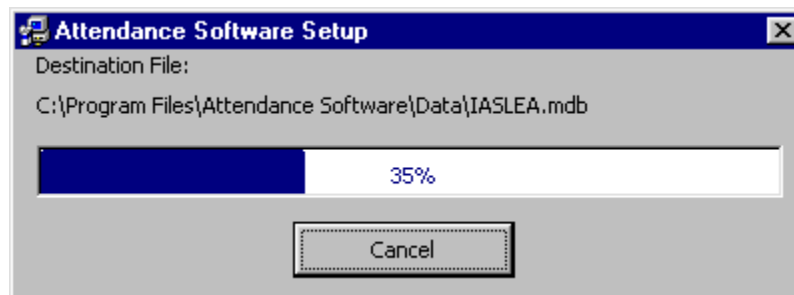 Attendance Software Setup
Destination File:
C:\Program Files\Attendance Software\Data\IASLEA.mdb
35%
Cancel